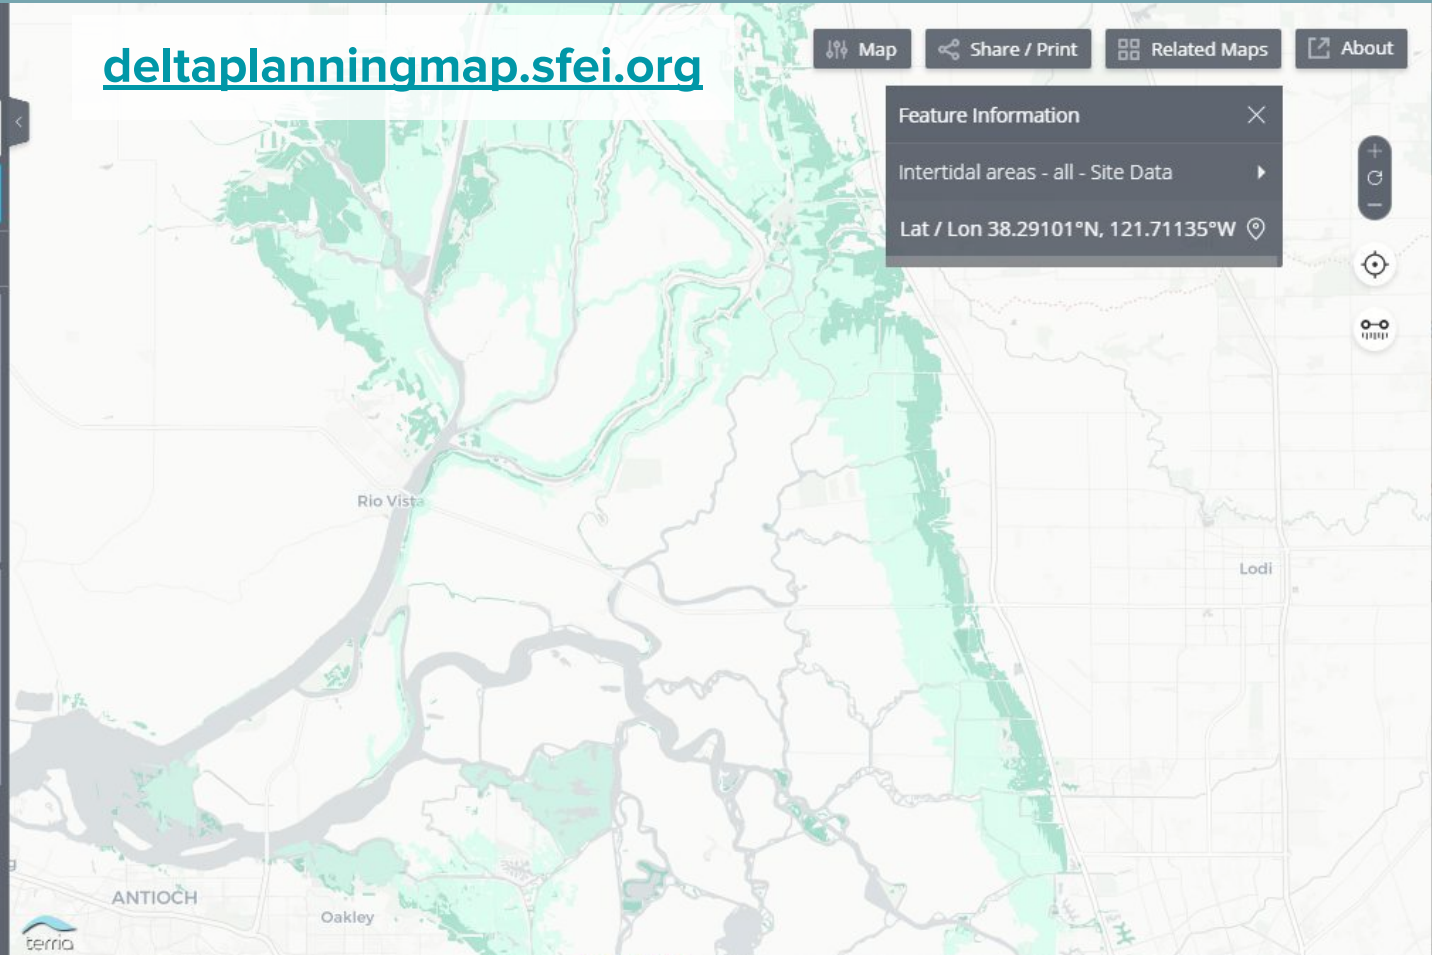 deltaplanningmap.sfei.org
Map
Share / Print
Related Maps
About
Feature Information
Intertidal areas - all - Site Data
Lat / Lon 38.29101°N, 121.71135°W
Rio Vista
Lodi
ANTIOCH
Oakley
terria